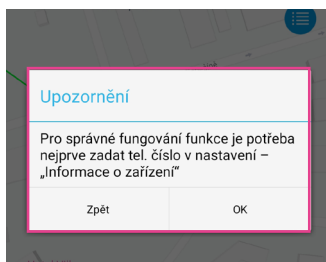 Upozornění
Pro správné fungování funkce je potřeba
nejprve zadat tel. číslo v nastavení –
„Informace o zařízení“
Zpět
OK